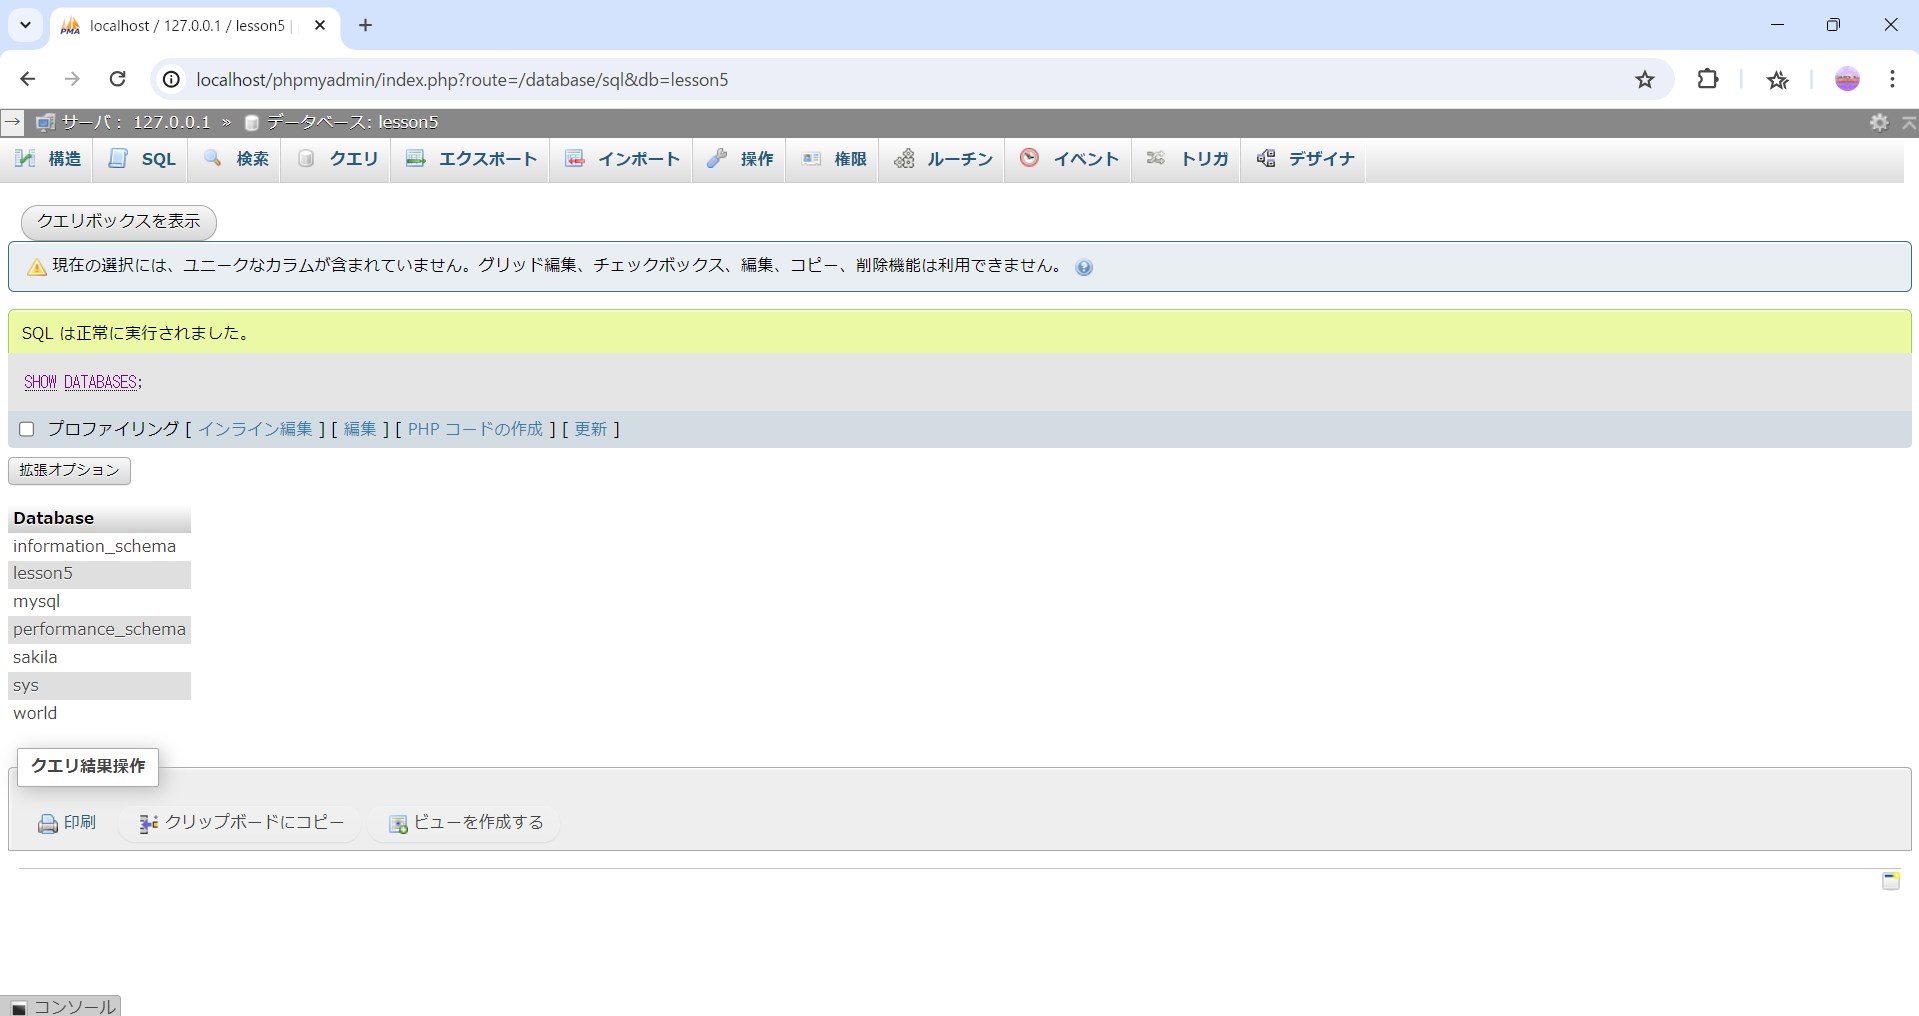 localhost / 127.0.0.1 / lesson5 |
localhost/phpmyadmin/index.php?route=/database/sql&db=lesson5
サーバ： 127.0.0.1 » データベース: lesson5
構造 SQL 検索 クエリ エクスポート インポート 操作 権限 ルーチン イベント トリガ デザイナ
クエリボックスを表示
現在の選択には、ユニークなカラムが含まれていません。グリッド編集、チェックボックス、編集、コピー、削除機能は利用できません。
SQL は正常に実行されました。
SHOW DATABASES;
プロファイリング [ インライン編集 ] [ 編集 ] [ PHP コードの作成 ] [ 更新 ]
拡張オプション
Database
information_schema
lesson5
mysql
performance_schema
sakila
sys
world
クエリ結果操作
印刷 クリップボードにコピー ビューを作成する
コンソール